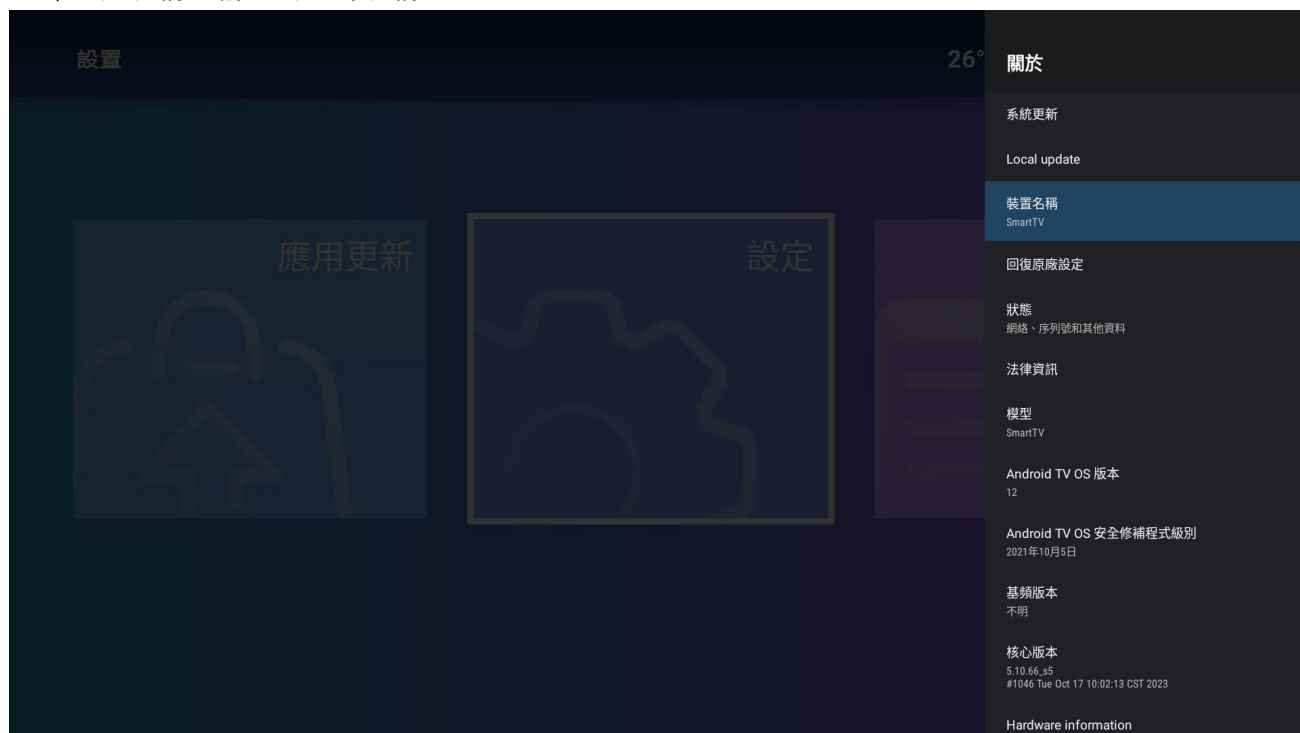 設置
26°
關於
系統更新
Local update
裝置名稱
SmartTV
應用更新
設定
回復原廠設定
狀態
網絡、序列號和其他資料
法律資訊
模型
SmartTV
Android TV OS 版本
12
Android TV OS 安全修補程式級別
2021年10月5日
基頻版本
不明
核心版本
5.10.66_s5
#1046 Tue Oct 17 10:02:13 CST 2023
Hardware information